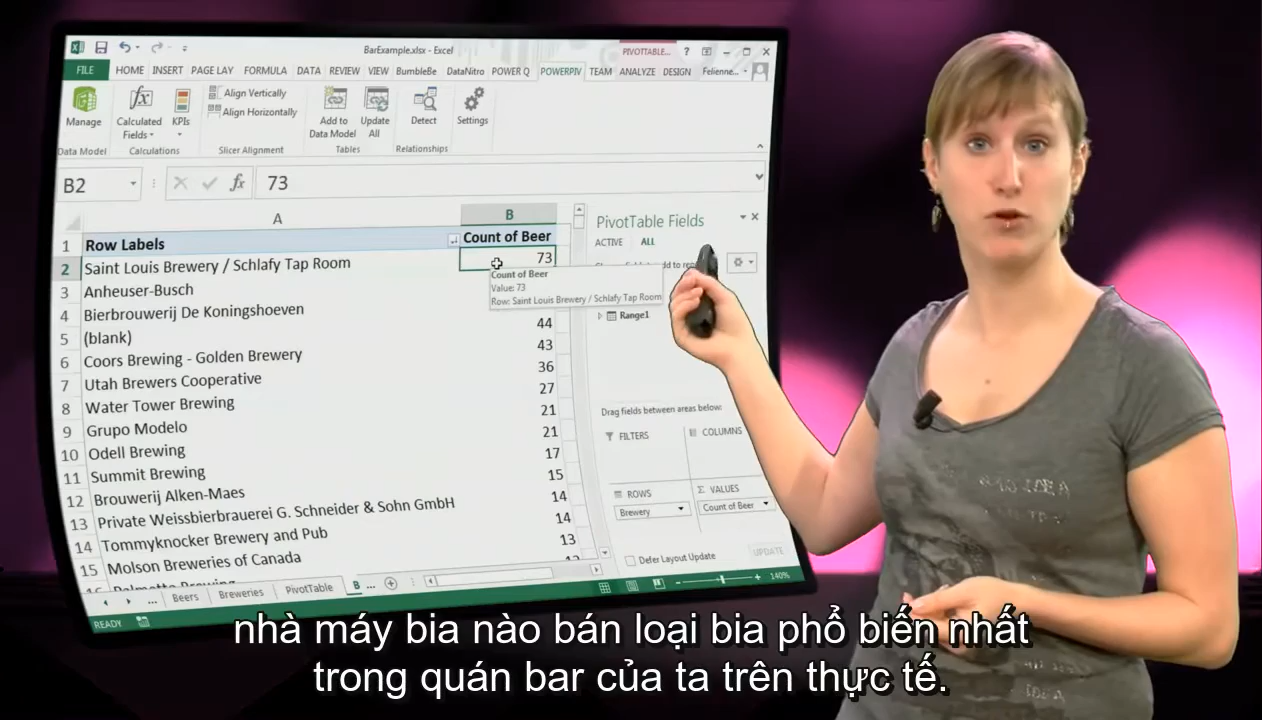 BarExample.xlsx - Excel
PIVOTTABLE...
FILE HOME INSERT PAGE LAY FORMULA DATA REVIEW VIEW BumbleBe DataNitro POWER Q POWERPIV TEAM ANALYZE DESIGN Felienne...
Manage
Calculated Fields
KPIs
Align Vertically
Align Horizontally
Add to Data Model
Update All
Detect
Settings
Data Model Calculations Slicer Alignment Tables Relationships
B2 fx 73
A B
1 Row Labels Count of Beer
2 Saint Louis Brewery / Schlafy Tap Room 73
3 Anheuser-Busch
4 Bierbrouwerij De Koningshoeven
5 (blank) 44
6 Coors Brewing - Golden Brewery 43
7 Utah Brewers Cooperative 36
8 Water Tower Brewing 27
9 Grupo Modelo 21
10 Odell Brewing 21
11 Summit Brewing 17
12 Brouwerij Alken-Maes 15
13 Private Weissbierbrauerei G. Schneider & Sohn GmbH 14
14 Tommyknocker Brewery and Pub 14
15 Molson Breweries of Canada 13
Count of Beer
Value: 73
Row: Saint Louis Brewery / Schlafly Tap Room
PivotTable Fields
ACTIVE ALL
Range1
Drag fields between areas below:
FILTERS COLUMNS
ROWS VALUES
Brewery Count of Beer
Defer Layout Update UPDATE
... Beers Breweries PivotTable B ...
READY 140%
nhà máy bia nào bán loại bia phổ biến nhất
trong quán bar của ta trên thực tế.